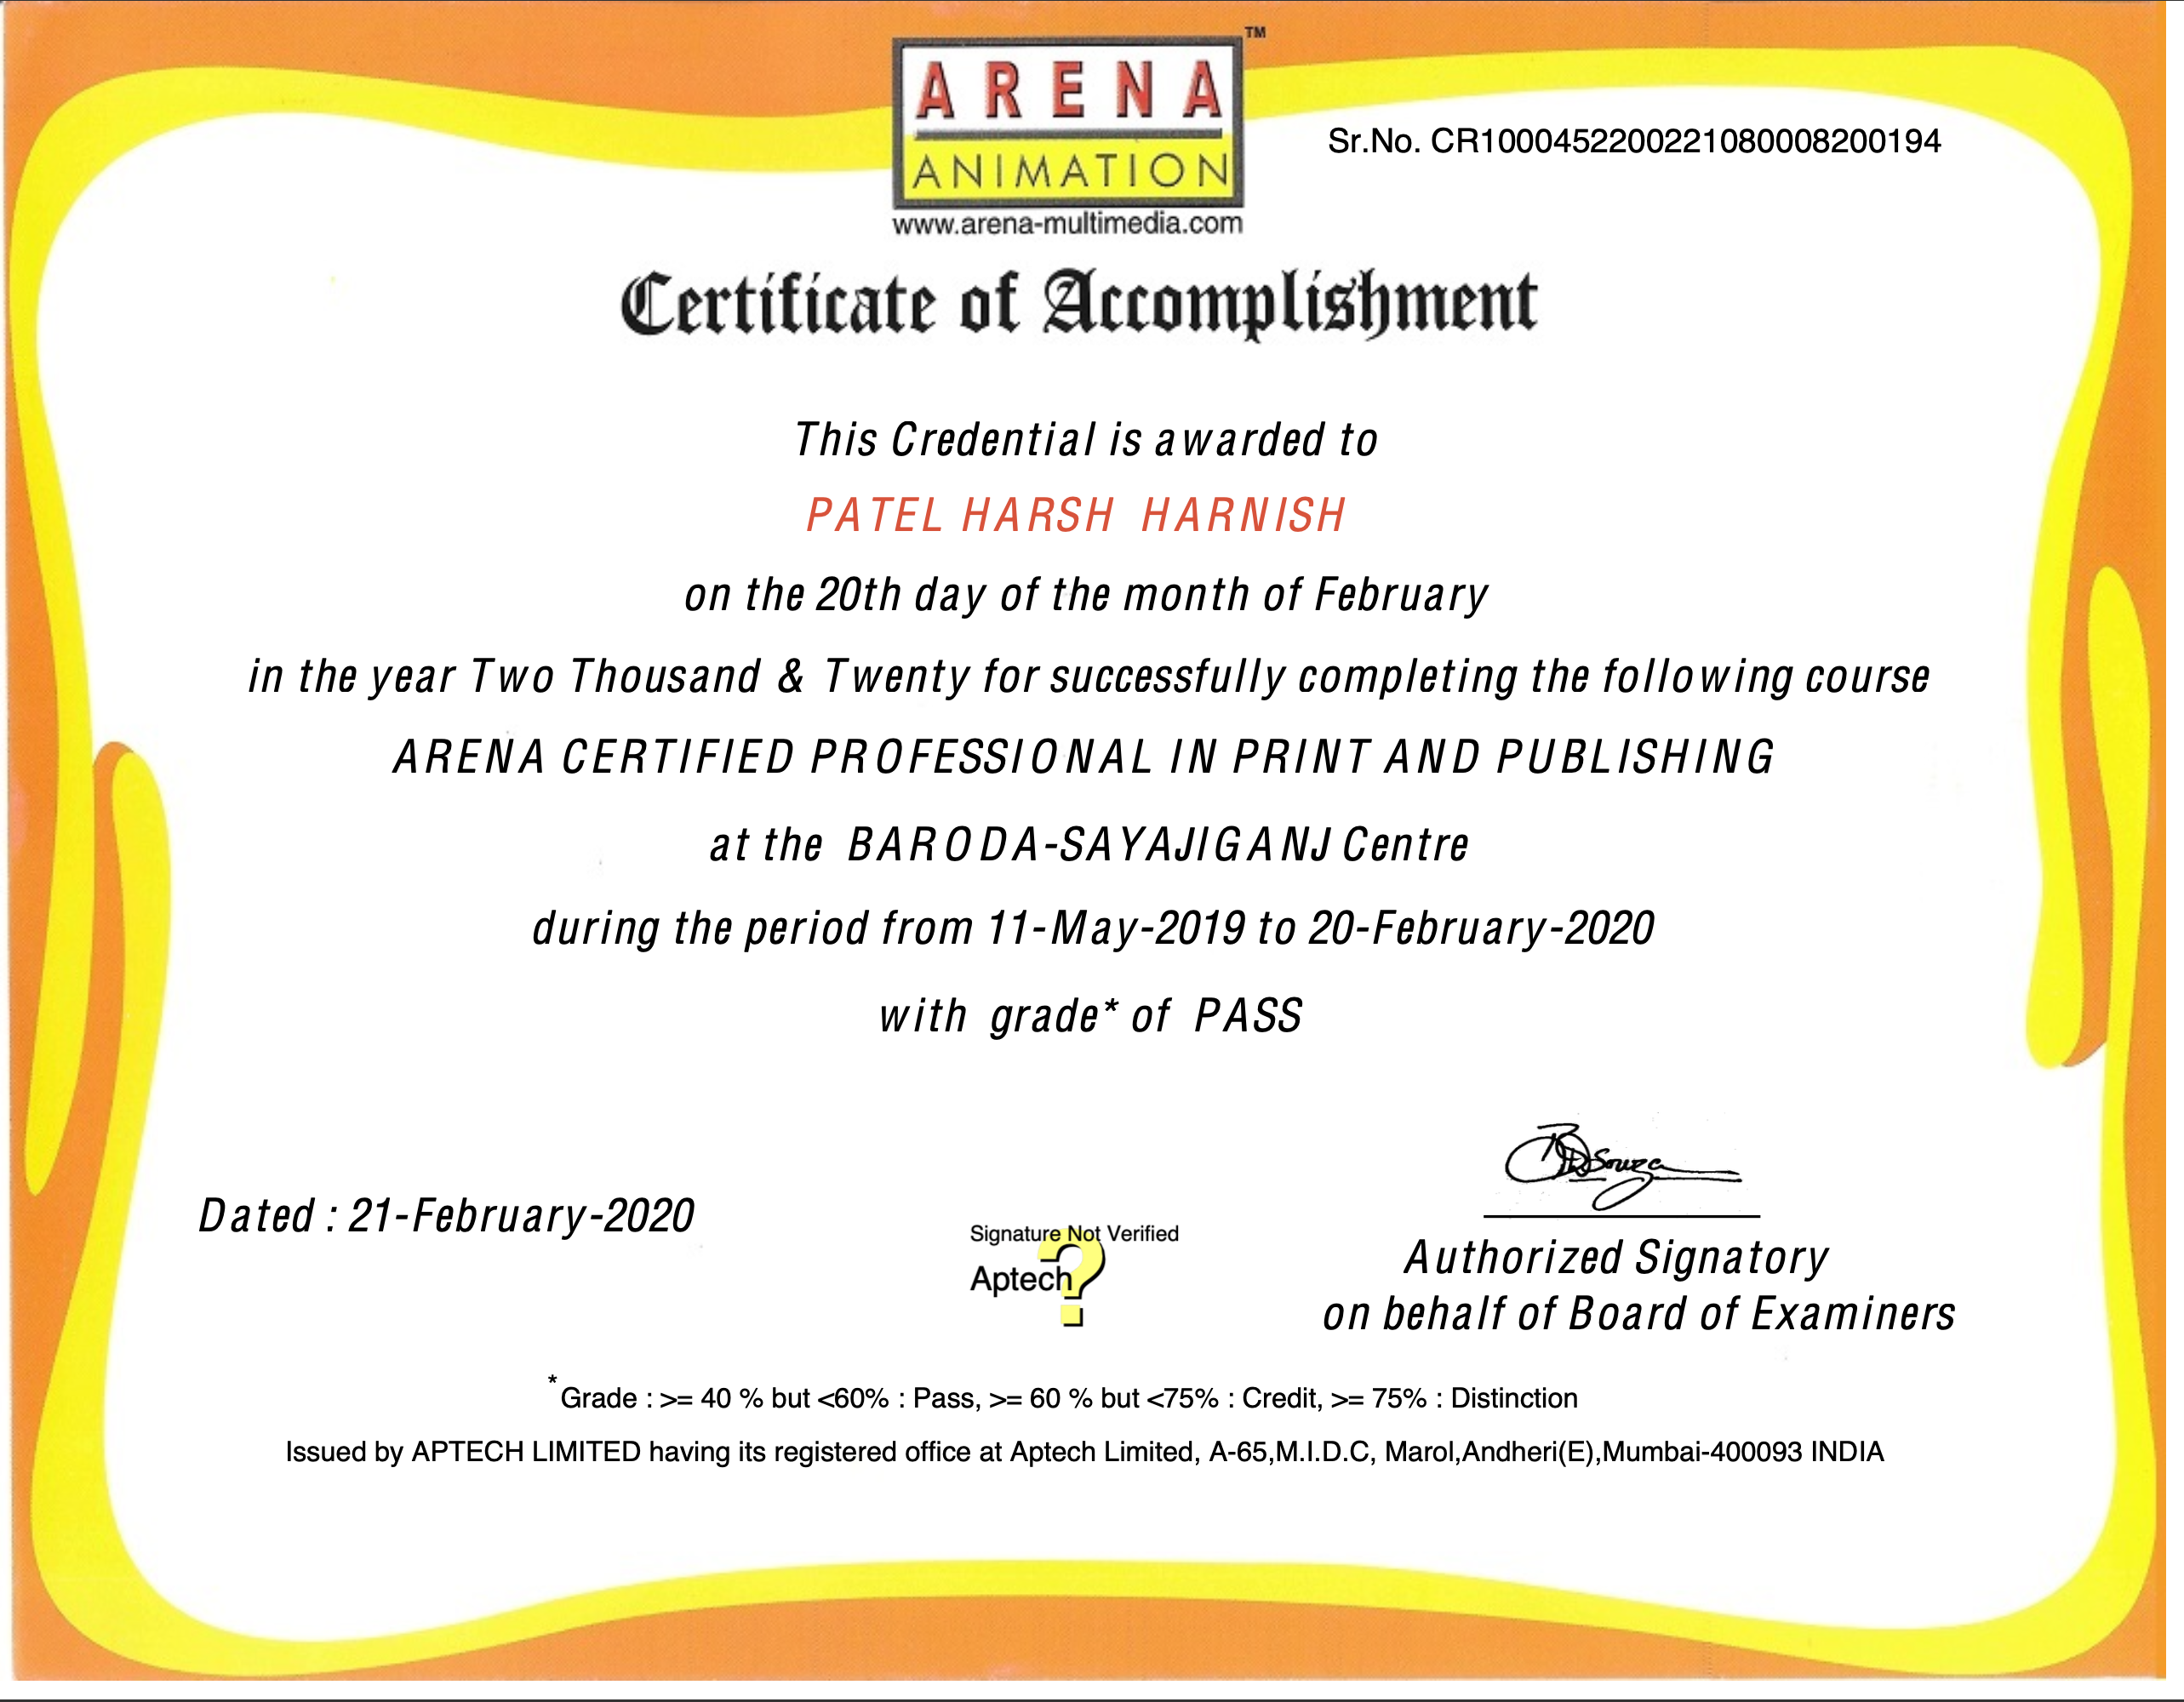 ARENA
TM
ANIMATION
www.arena-multimedia.com
Sr.No. CR1000452200221080008200194
Certificate of Accomplishment
This Credential is awarded to
PATEL HARSH HARNISH
on the 20th day of the month of February
in the year Two Thousand & Twenty for successfully completing the following course
ARENA CERTIFIED PROFESSIONAL IN PRINT AND PUBLISHING
at the BARODA-SAYAJIGANJ Centre
during the period from 11-May-2019 to 20-February-2020
with grade* of PASS
Dated : 21-February-2020
Signature Not Verified
Aptech
?
Authorized Signatory
on behalf of Board of Examiners
*Grade : >= 40 % but <60% : Pass, >= 60 % but <75% : Credit, >= 75% : Distinction
Issued by APTECH LIMITED having its registered office at Aptech Limited, A-65,M.I.D.C, Marol,Andheri(E),Mumbai-400093 INDIA